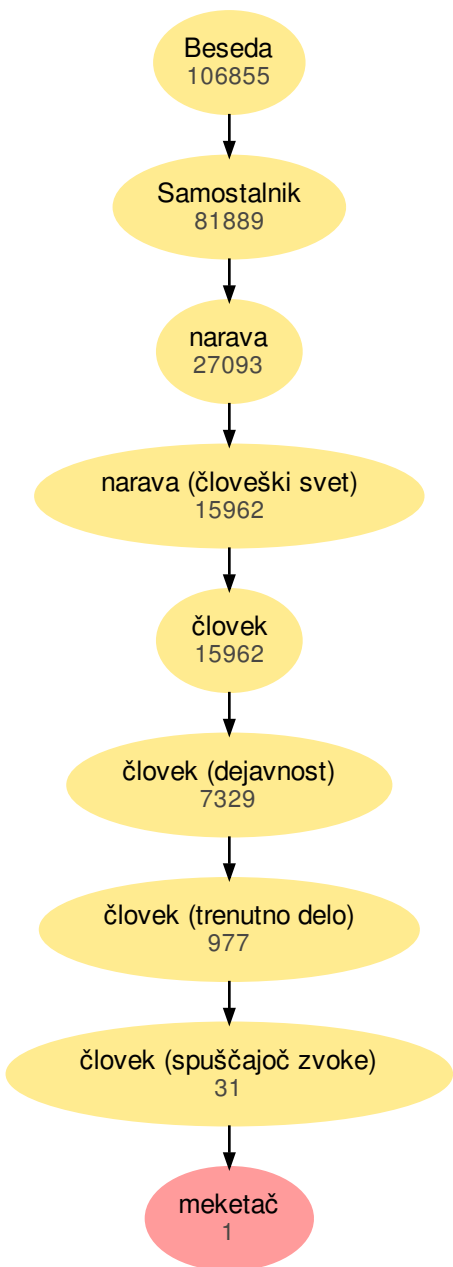 Beseda
106855
Samostalnik
81889
narava
27093
narava (človeški svet)
15962
človek
15962
človek (dejavnost)
7329
človek (trenutno delo)
977
človek (spuščajoč zvoke)
31
meketač
1